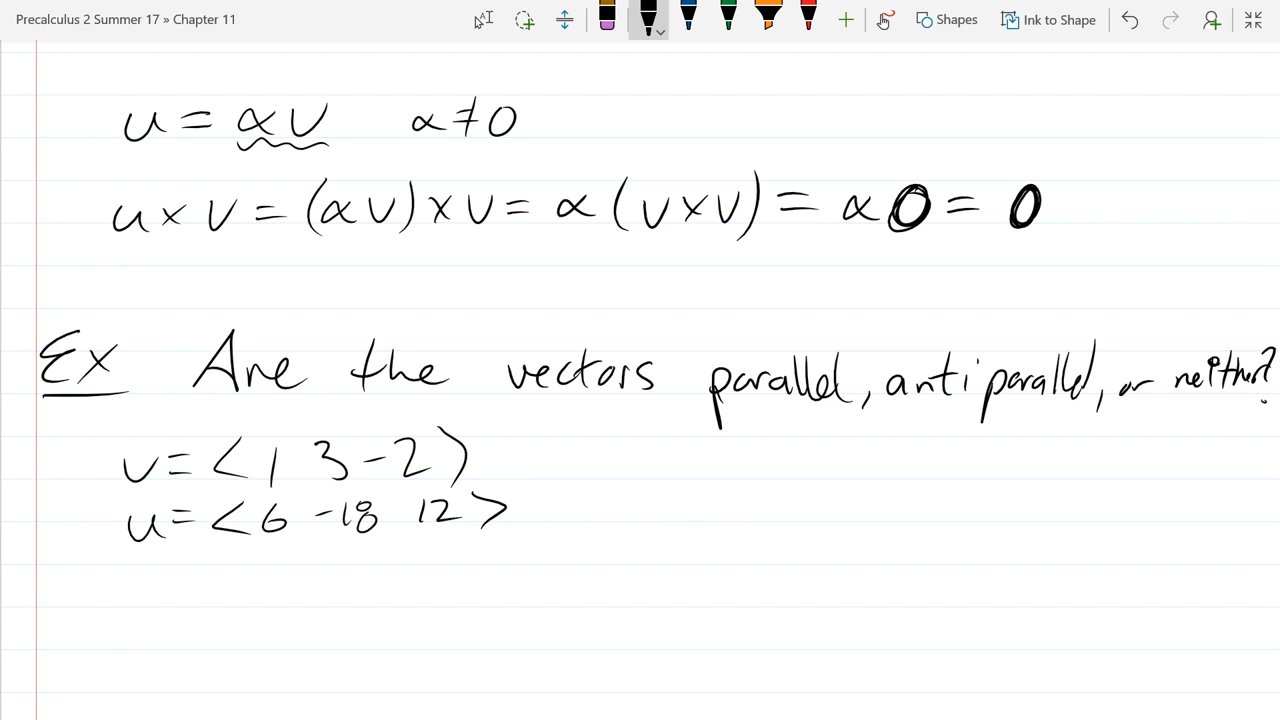 Precalculus 2 Summer 17 » Chapter 11 Shapes Ink to Shape
u = αv α ≠ 0
u × v = (αv) × v = α (v × v) = α0 = 0
Ex Are the vectors parallel, antiparallel, or neither?
v = < 1 3 -2 >
u = < 6 -18 12 >